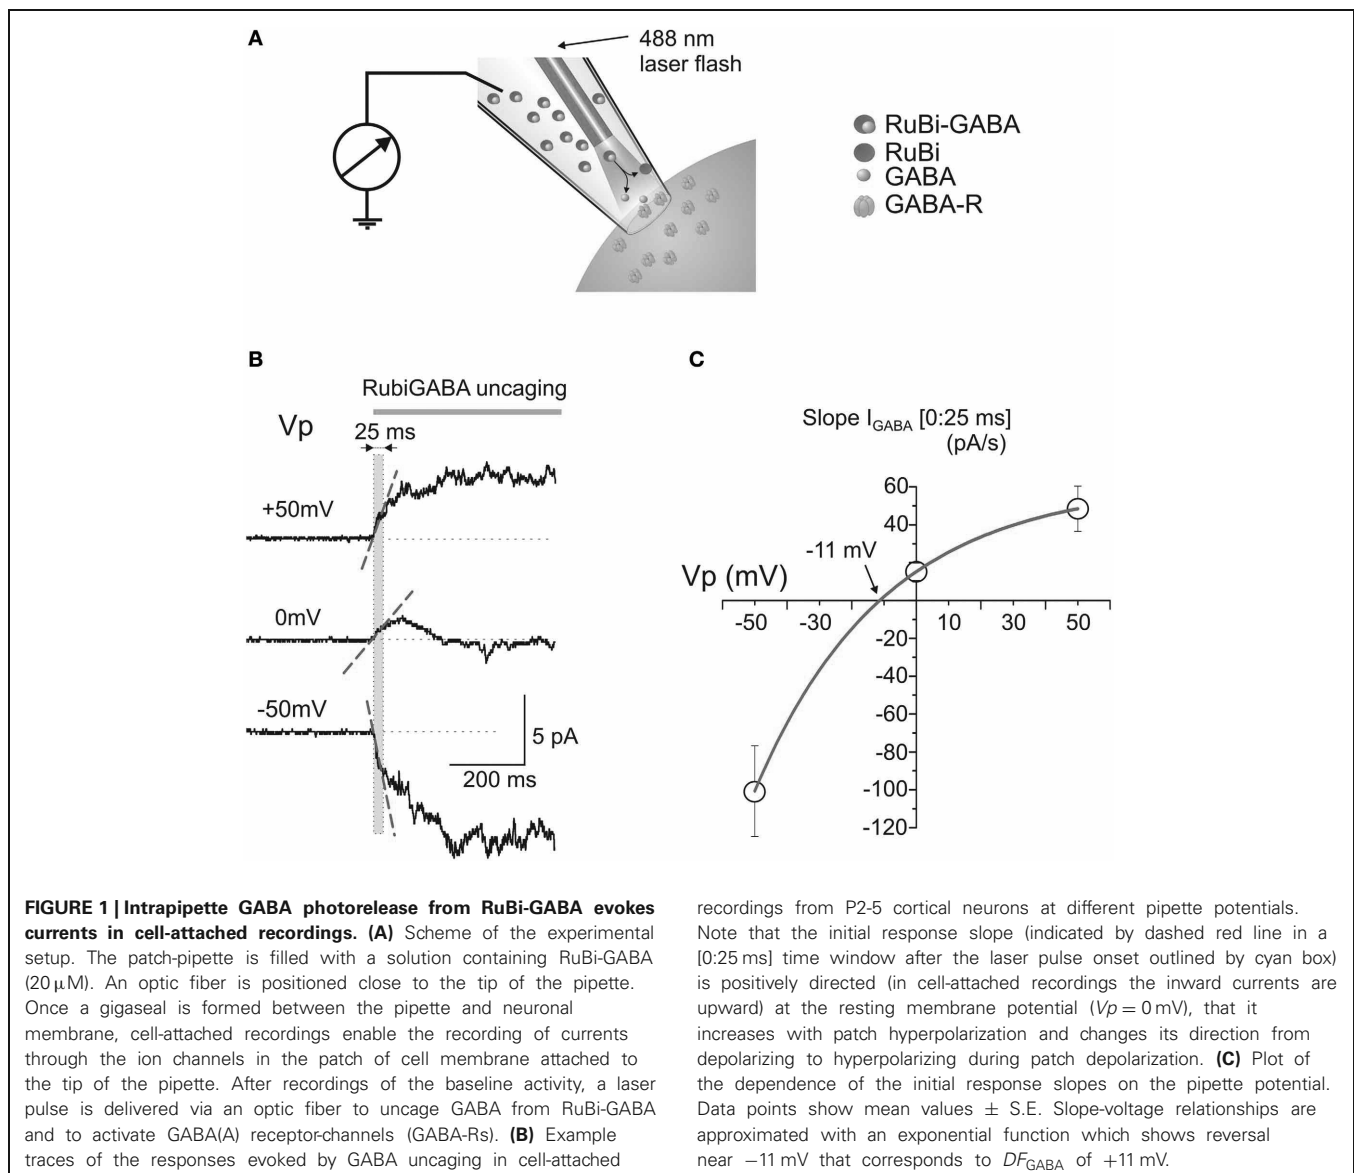 A
488 nm
laser flash
RuBi-GABA
RuBi
GABA
GABA-R
B
RubiGABA uncaging
Vp
25 ms
+50mV
0mV
-50mV
5 pA
200 ms
C
Slope I_GABA [0:25 ms]
(pA/s)
60
40
-11 mV
Vp (mV)
-50
-30
10
30
50
-20
-40
-60
-80
-100
-120
FIGURE 1 | Intrapipette GABA photorelease from RuBi-GABA evokes
currents in cell-attached recordings. (A) Scheme of the experimental
setup. The patch-pipette is filled with a solution containing RuBi-GABA
(20 μM). An optic fiber is positioned close to the tip of the pipette.
Once a gigaseal is formed between the pipette and neuronal
membrane, cell-attached recordings enable the recording of currents
through the ion channels in the patch of cell membrane attached to
the tip of the pipette. After recordings of the baseline activity, a laser
pulse is delivered via an optic fiber to uncage GABA from RuBi-GABA
and to activate GABA(A) receptor-channels (GABA-Rs). (B) Example
traces of the responses evoked by GABA uncaging in cell-attached
recordings from P2-5 cortical neurons at different pipette potentials.
Note that the initial response slope (indicated by dashed red line in a
[0:25 ms] time window after the laser pulse onset outlined by cyan box)
is positively directed (in cell-attached recordings the inward currents are
upward) at the resting membrane potential (Vp = 0 mV), that it
increases with patch hyperpolarization and changes its direction from
depolarizing to hyperpolarizing during patch depolarization. (C) Plot of
the dependence of the initial response slopes on the pipette potential.
Data points show mean values ± S.E. Slope-voltage relationships are
approximated with an exponential function which shows reversal
near −11 mV that corresponds to DF_GABA of +11 mV.